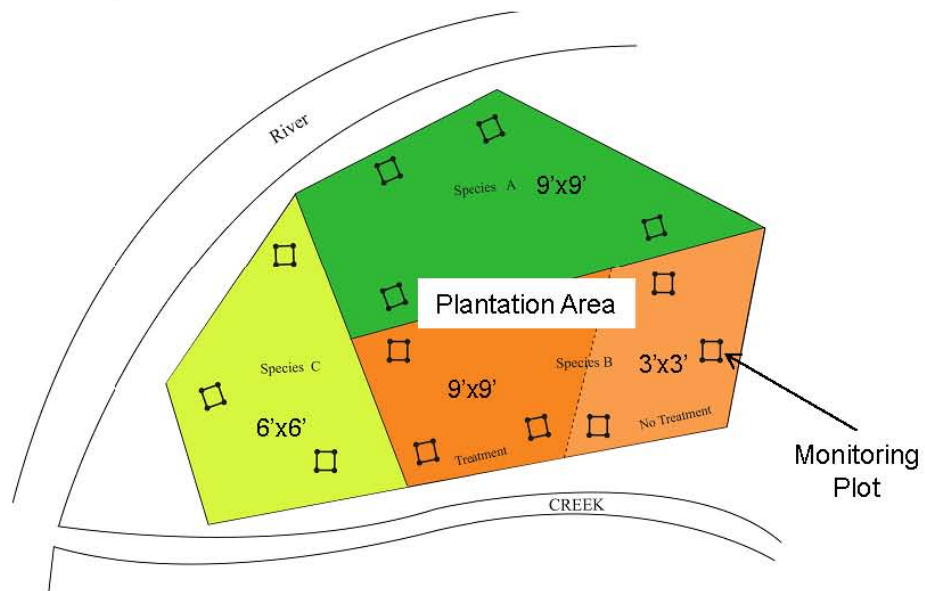 River
Species A
9'x9'
Plantation Area
Species C
6'x6'
9'x9'
Treatment
Species B
3'x3'
No Treatment
Monitoring
Plot
CREEK